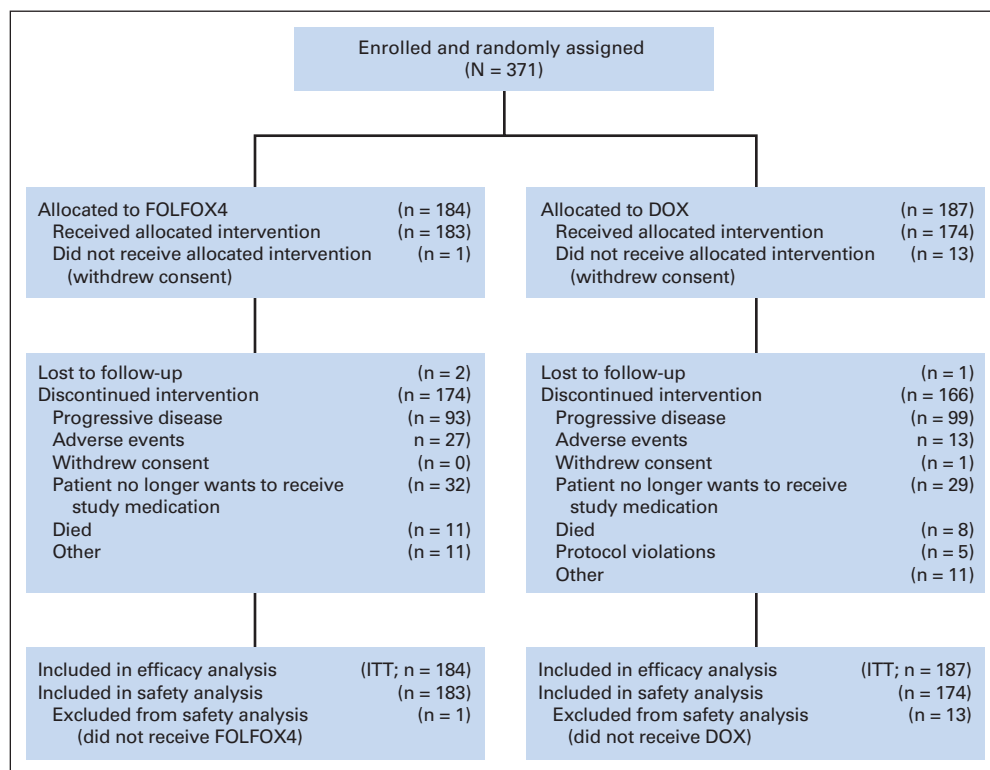 Enrolled and randomly assigned
(N = 371)
Allocated to FOLFOX4 (n = 184)
Received allocated intervention (n = 183)
Did not receive allocated intervention (n = 1)
(withdrew consent)
Allocated to DOX (n = 187)
Received allocated intervention (n = 174)
Did not receive allocated intervention (n = 13)
(withdrew consent)
Lost to follow-up (n = 2)
Discontinued intervention (n = 174)
Progressive disease (n = 93)
Adverse events n = 27)
Withdrew consent (n = 0)
Patient no longer wants to receive (n = 32)
study medication
Died (n = 11)
Other (n = 11)
Lost to follow-up (n = 1)
Discontinued intervention (n = 166)
Progressive disease (n = 99)
Adverse events n = 13)
Withdrew consent (n = 1)
Patient no longer wants to receive (n = 29)
study medication
Died (n = 8)
Protocol violations (n = 5)
Other (n = 11)
Included in efficacy analysis (ITT; n = 184)
Included in safety analysis (n = 183)
Excluded from safety analysis (n = 1)
(did not receive FOLFOX4)
Included in efficacy analysis (ITT; n = 187)
Included in safety analysis (n = 174)
Excluded from safety analysis (n = 13)
(did not receive DOX)